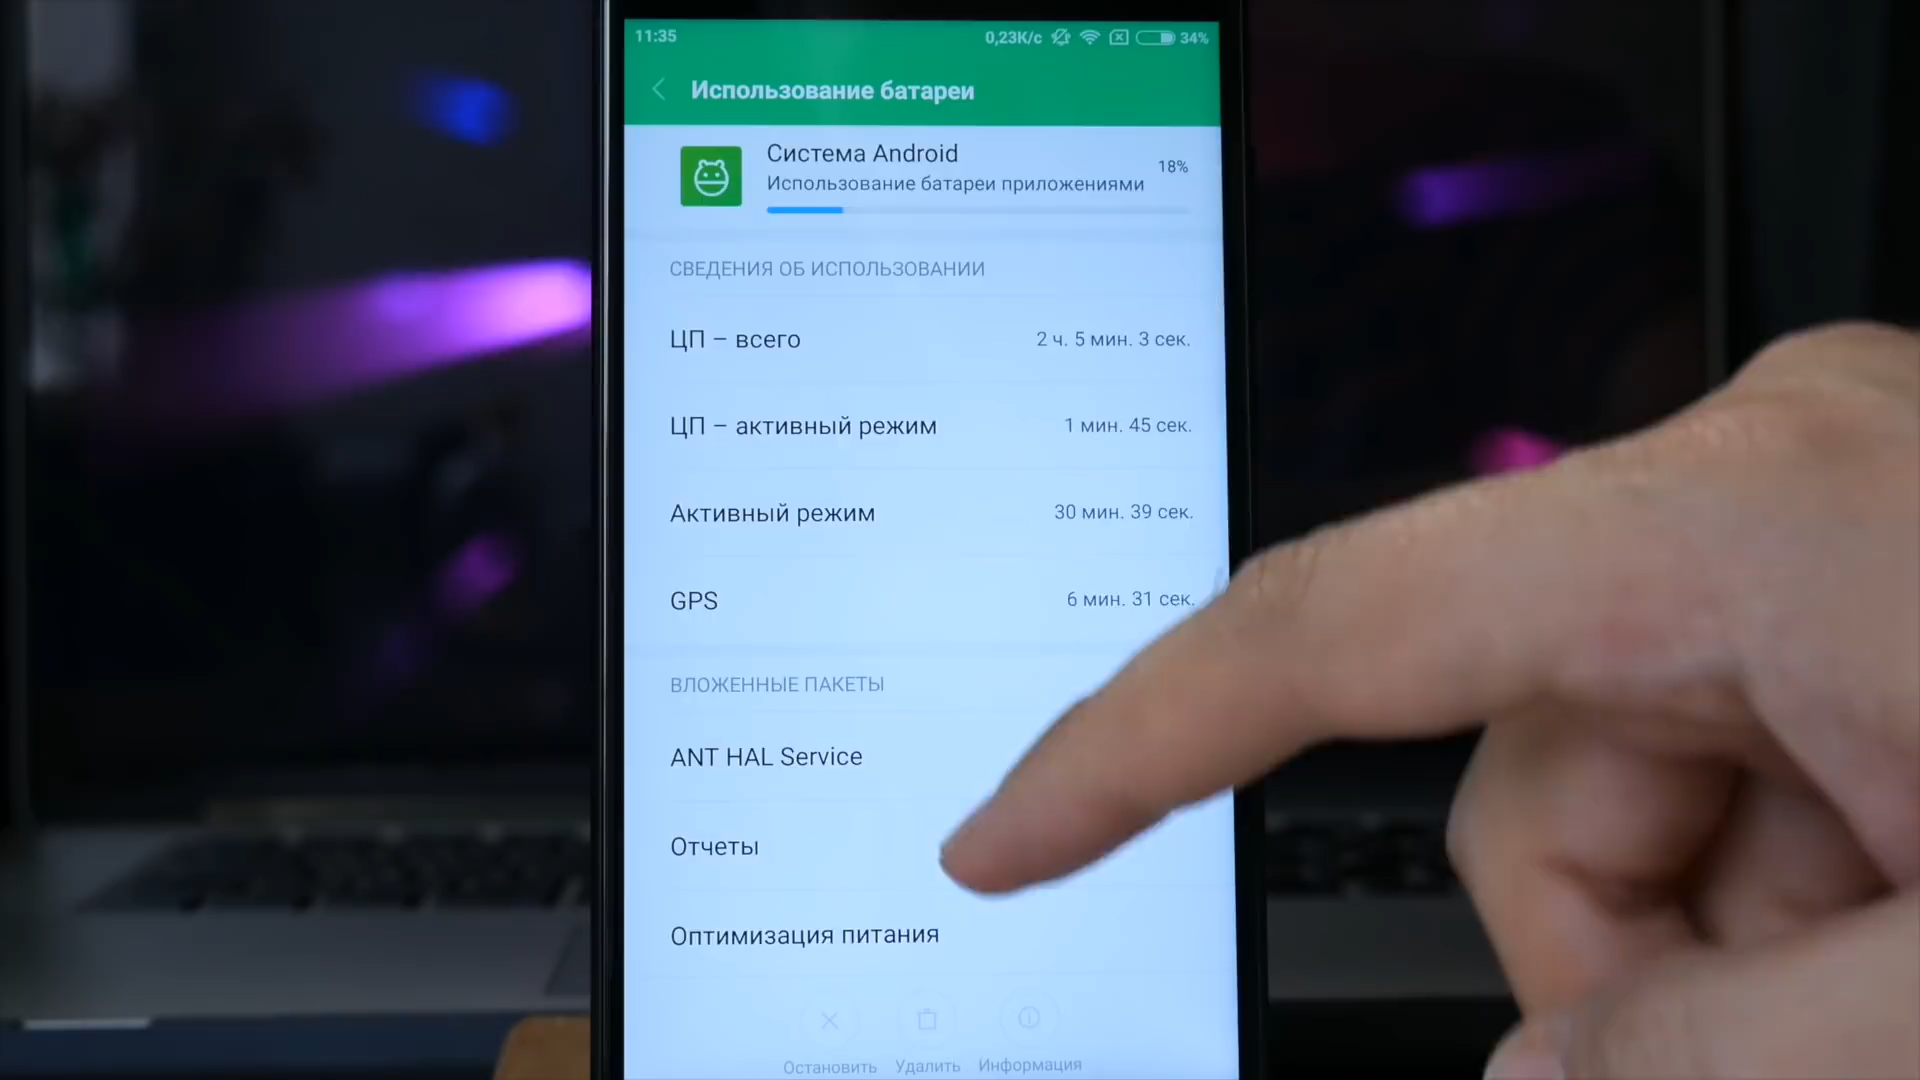 11:35
0,23К/с
34%
Использование батареи
Система Android
18%
Использование батареи приложениями
СВЕДЕНИЯ ОБ ИСПОЛЬЗОВАНИИ
ЦП – всего
2 ч. 5 мин. 3 сек.
ЦП – активный режим
1 мин. 45 сек.
Активный режим
30 мин. 39 сек.
GPS
6 мин. 31 сек.
ВЛОЖЕННЫЕ ПАКЕТЫ
ANT HAL Service
Отчеты
Оптимизация питания
Остановить
Удалить
Информация